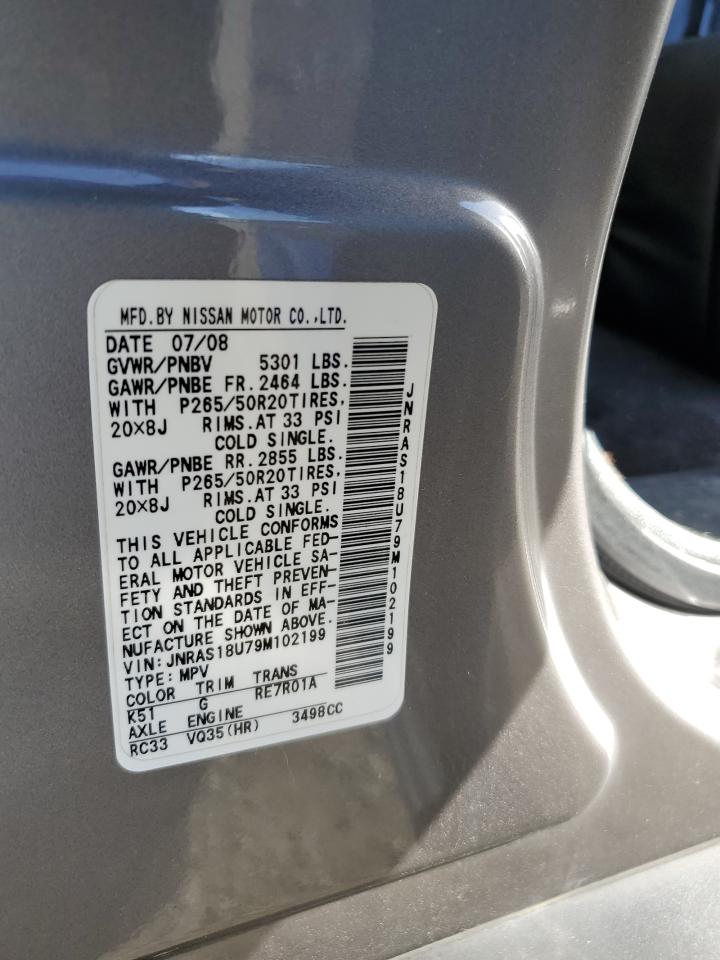 MFD.BY NISSAN MOTOR CO.,LTD.
DATE 07/08
GVWR/PNBV 5301 LBS.
GAWR/PNBE FR. 2464 LBS.
WITH P265/50R20TIRES,
20×8J RIMS.AT 33 PSI
COLD SINGLE.
GAWR/PNBE RR. 2855 LBS.
WITH P265/50R20TIRES,
20×8J RIMS.AT 33 PSI
COLD SINGLE.
THIS VEHICLE CONFORMS
TO ALL APPLICABLE FED-
ERAL MOTOR VEHICLE SA-
FETY AND THEFT PREVEN-
TION STANDARDS IN EFF-
ECT ON THE DATE OF MA-
NUFACTURE SHOWN ABOVE.
VIN: JNRAS18U79M102199
TYPE: MPV
COLOR TRIM TRANS
K51 G RE7R01A
AXLE ENGINE
RC33 VQ35(HR) 3498CC
JNRAS18U79M102199